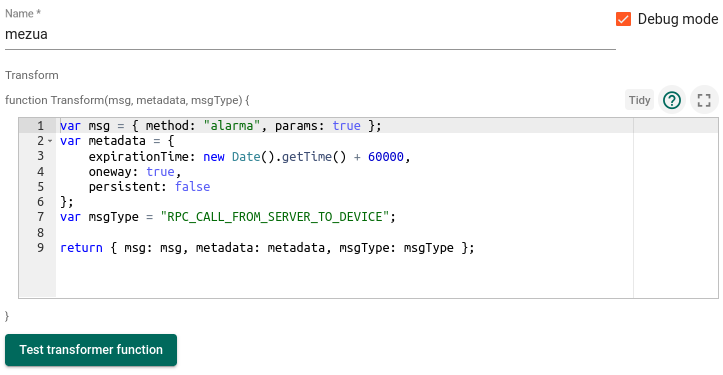 Name *
mezua
Debug mode
Transform
function Transform(msg, metadata, msgType) {
Tidy
?
1 var msg = { method: "alarma", params: true };
2 var metadata = {
3     expirationTime: new Date().getTime() + 60000,
4     oneway: true,
5     persistent: false
6 };
7 var msgType = "RPC_CALL_FROM_SERVER_TO_DEVICE";
8
9 return { msg: msg, metadata: metadata, msgType: msgType };
}
Test transformer function